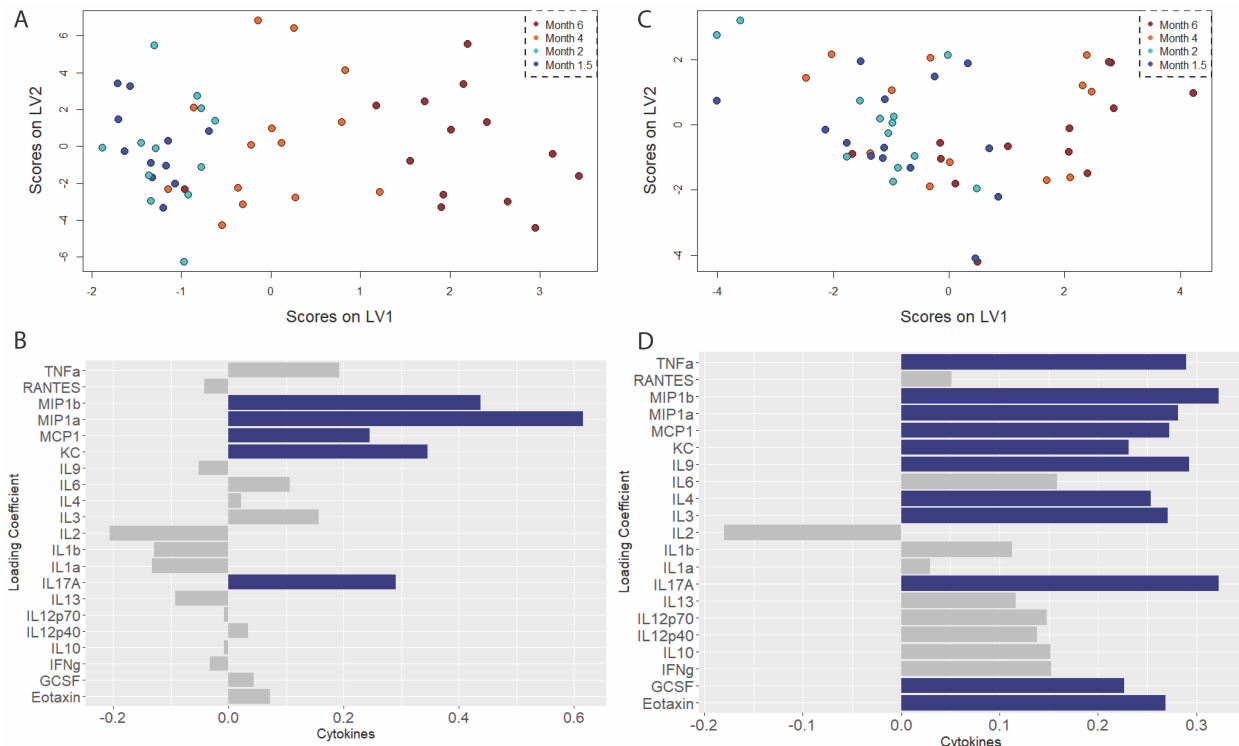 A
6
4
2
0
-2
-4
-6
Scores on LV2
-2
-1
0
1
2
3
Scores on LV1
Month 6
Month 4
Month 2
Month 1.5
C
2
0
-2
-4
Scores on LV2
-4
-2
0
2
4
Scores on LV1
Month 6
Month 4
Month 2
Month 1.5
B
Loading Coefficient
TNFa
RANTES
MIP1b
MIP1a
MCP1
KC
IL9
IL6
IL4
IL3
IL2
IL1b
IL1a
IL17A
IL13
IL12p70
IL12p40
IL10
IFNg
GCSF
Eotaxin
-0.2
0.0
0.2
0.4
0.6
Cytokines
D
Loading Coefficient
TNFa
RANTES
MIP1b
MIP1a
MCP1
KC
IL9
IL6
IL4
IL3
IL2
IL1b
IL1a
IL17A
IL13
IL12p70
IL12p40
IL10
IFNg
GCSF
Eotaxin
-0.2
-0.1
0.0
0.1
0.2
0.3
Cytokines